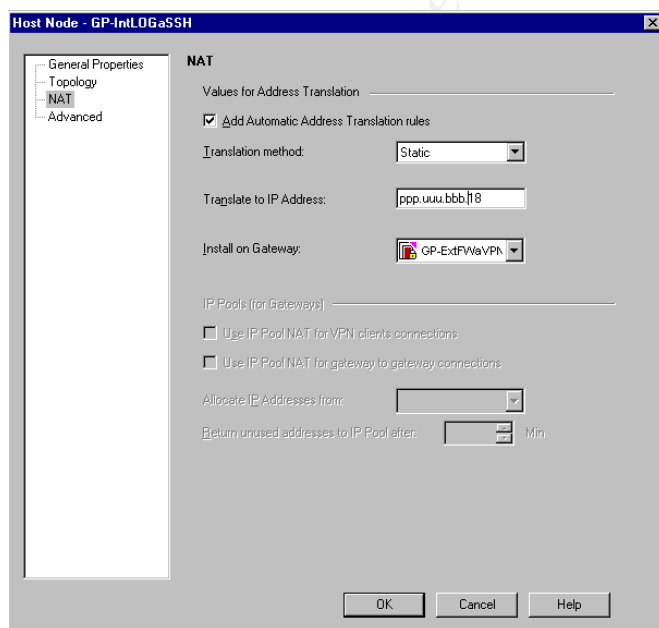 Host Node - GP-IntLOGaSSH
General Properties
Topology
NAT
Advanced
NAT
Values for Address Translation
Add Automatic Address Translation rules
Translation method:
Static
Translate to IP Address:
ppp.uuu.bbb.18
Install on Gateway:
GP-ExtFWaVPN
IP Pools (for Gateways)
Use IP Pool NAT for VPN clients connections
Use IP Pool NAT for gateway to gateway connections
Allocate IP Addresses from:
Return unused addresses to IP Pool after:
Min
OK Cancel Help